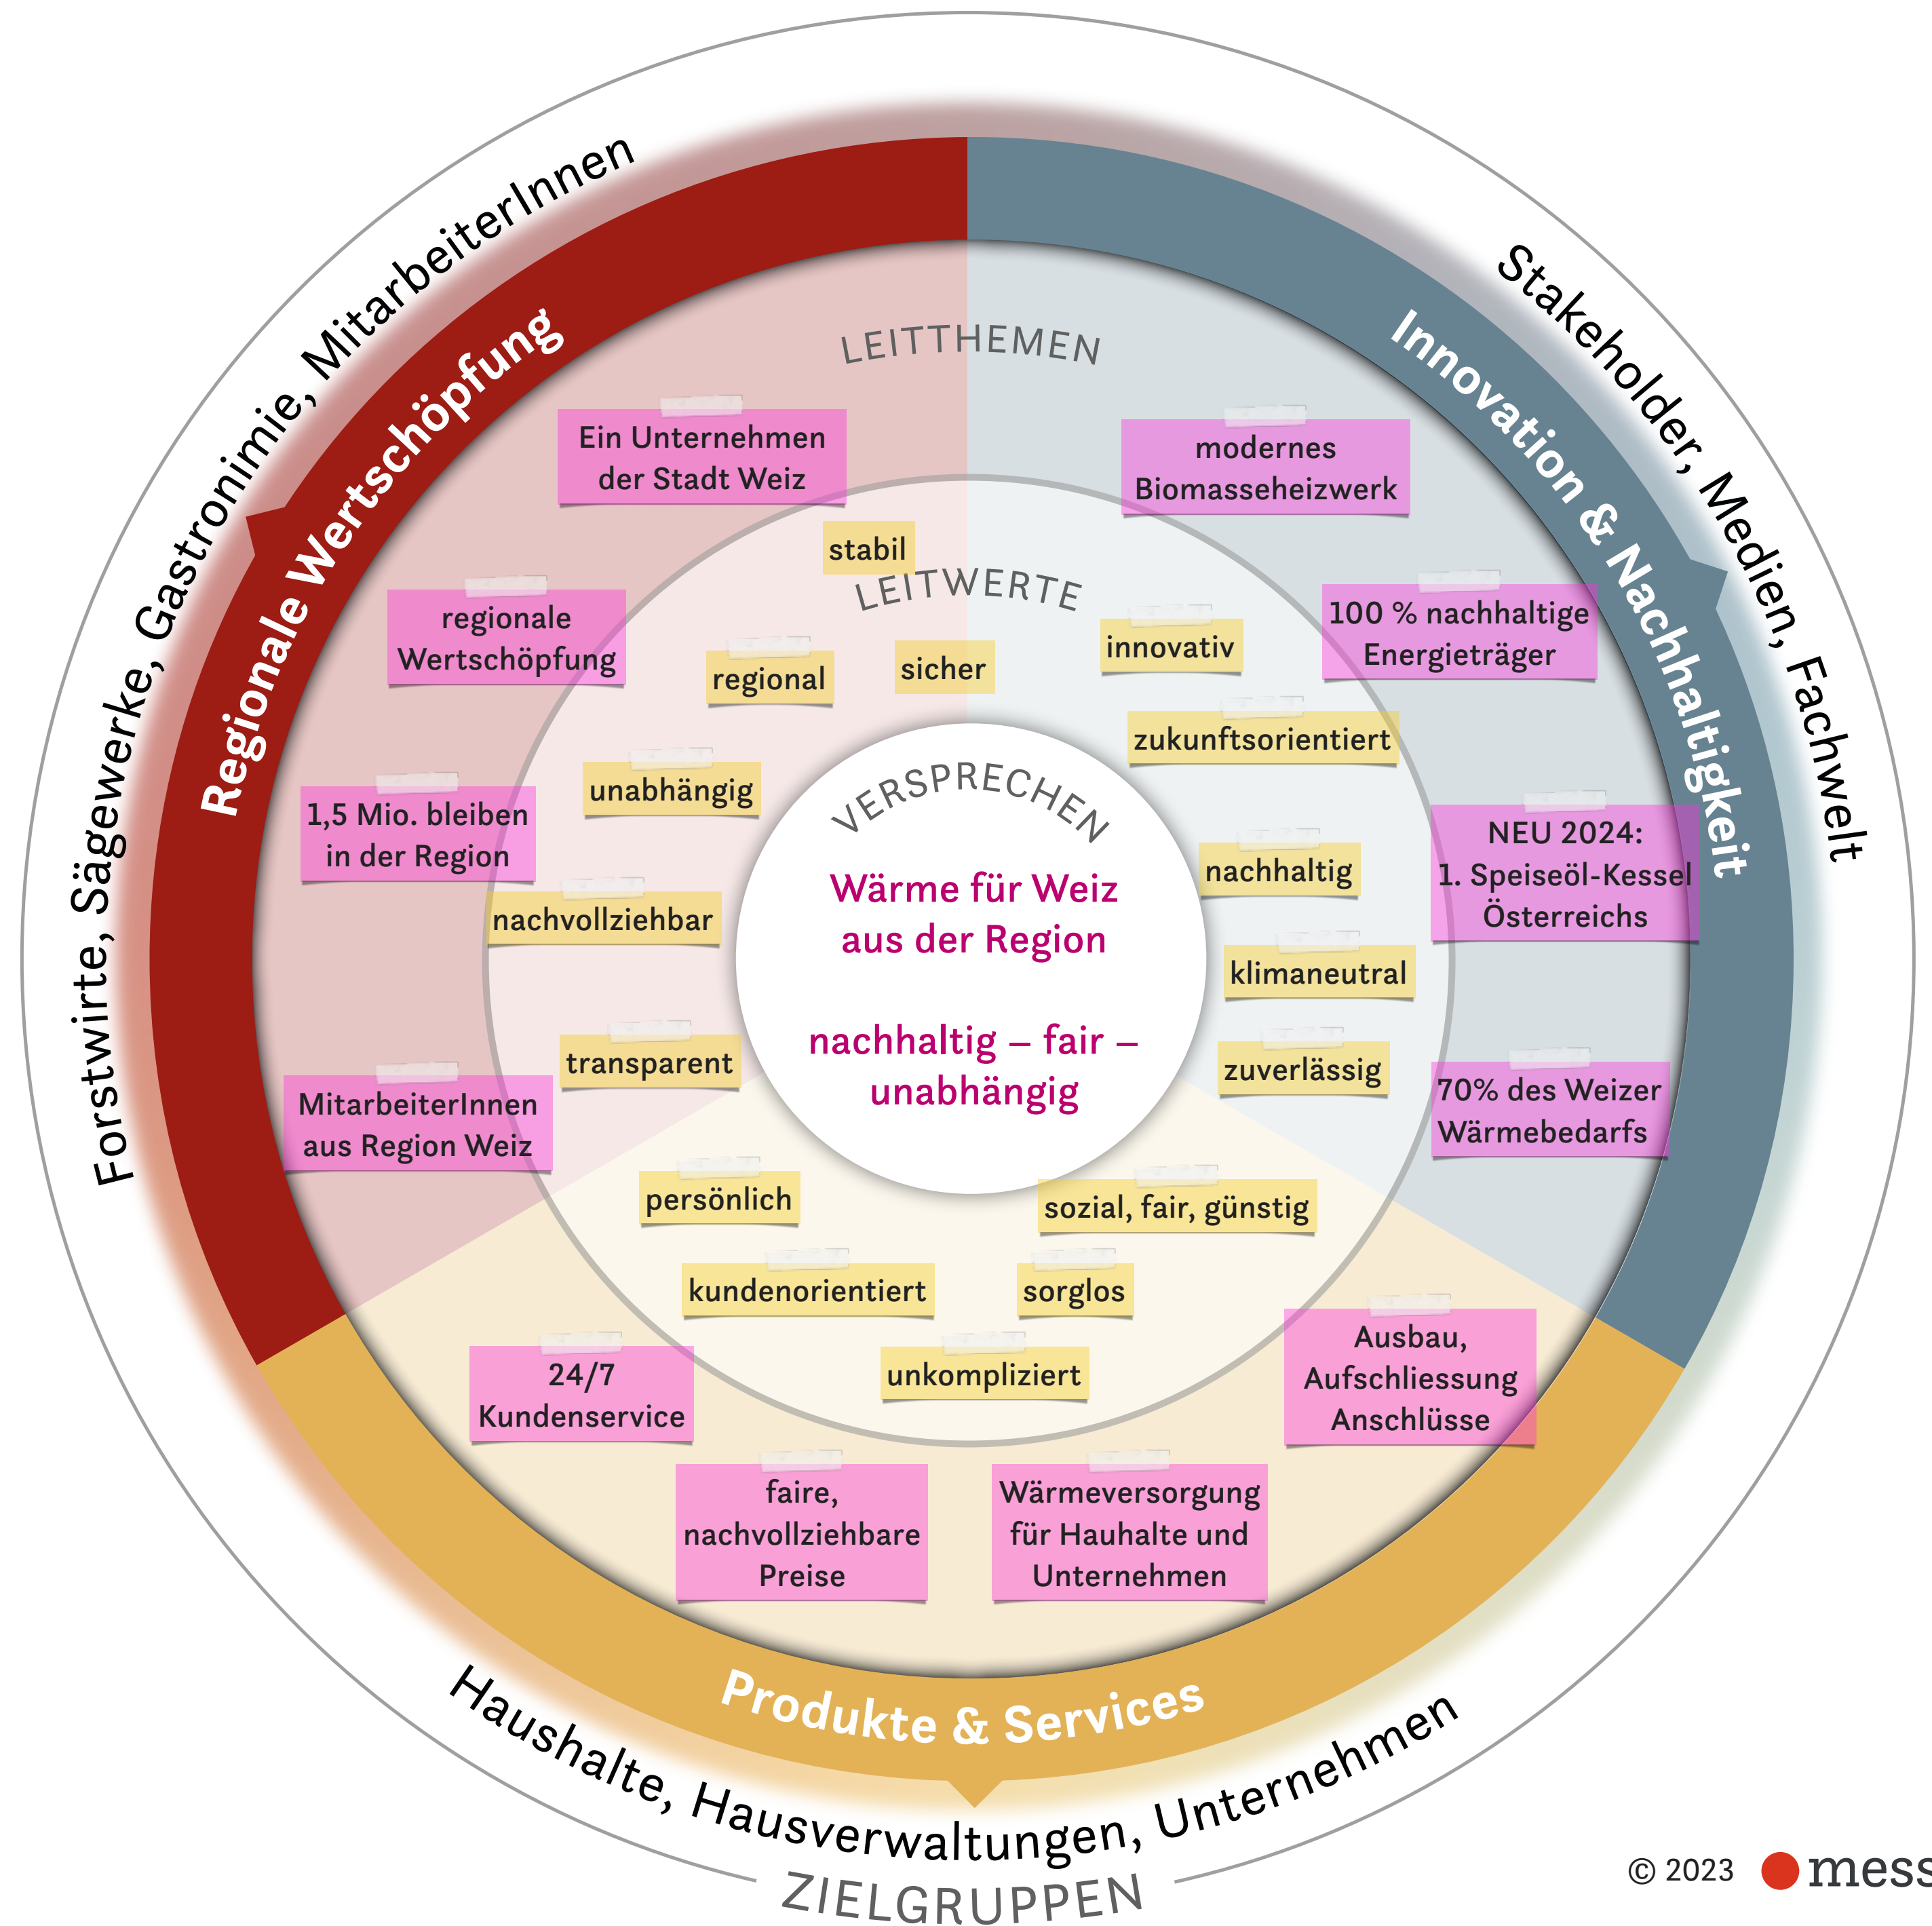 Forstwirte, Sägewerke, Gastronimie, MitarbeiterInnen
Stakeholder, Medien, Fachwelt
Regionale Wertschöpfung
Innovation & Nachhaltigkeit
LEITTHEMEN
Ein Unternehmen
der Stadt Weiz
modernes
Biomasseheizwerk
regionale
Wertschöpfung
100 % nachhaltige
Energieträger
1,5 Mio. bleiben
in der Region
NEU 2024:
1. Speiseöl-Kessel
Österreichs
MitarbeiterInnen
aus Region Weiz
70% des Weizer
Wärmebedarfs
stabil
LEITWERTE
sicher
regional
innovativ
unabhängig
zukunftsorientiert
nachvollziehbar
nachhaltig
transparent
klimaneutral
zuverlässig
VERSPRECHEN
Wärme für Weiz
aus der Region
nachhaltig – fair –
unabhängig
persönlich
sozial, fair, günstig
kundenorientiert
sorglos
unkompliziert
24/7
Kundenservice
Ausbau,
Aufschliessung
Anschlüsse
faire,
nachvollziehbare
Preise
Wärmeversorgung
für Hauhalte und
Unternehmen
Produkte & Services
Haushalte, Hausverwaltungen, Unternehmen
ZIELGRUPPEN
© 2023 mess